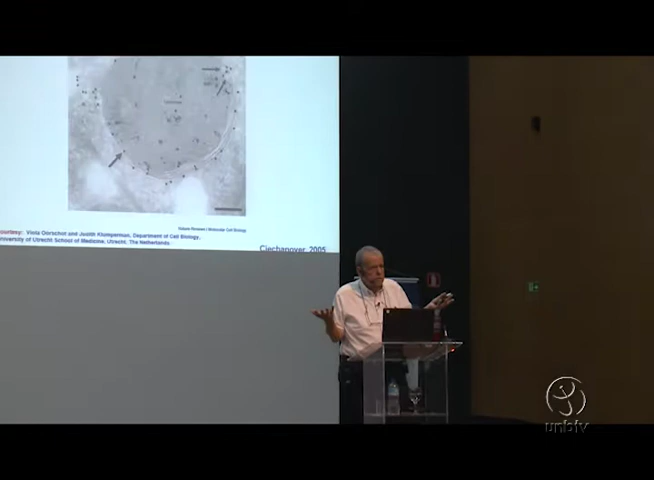 Nature Reviews | Molecular Cell Biology
ourtesy: Viola Oorschot and Judith Klumperman, Department of Cell Biology,
University of Utrecht School of Medicine, Utrecht, The Netherlands
Ciechanover, 2005
unbtv